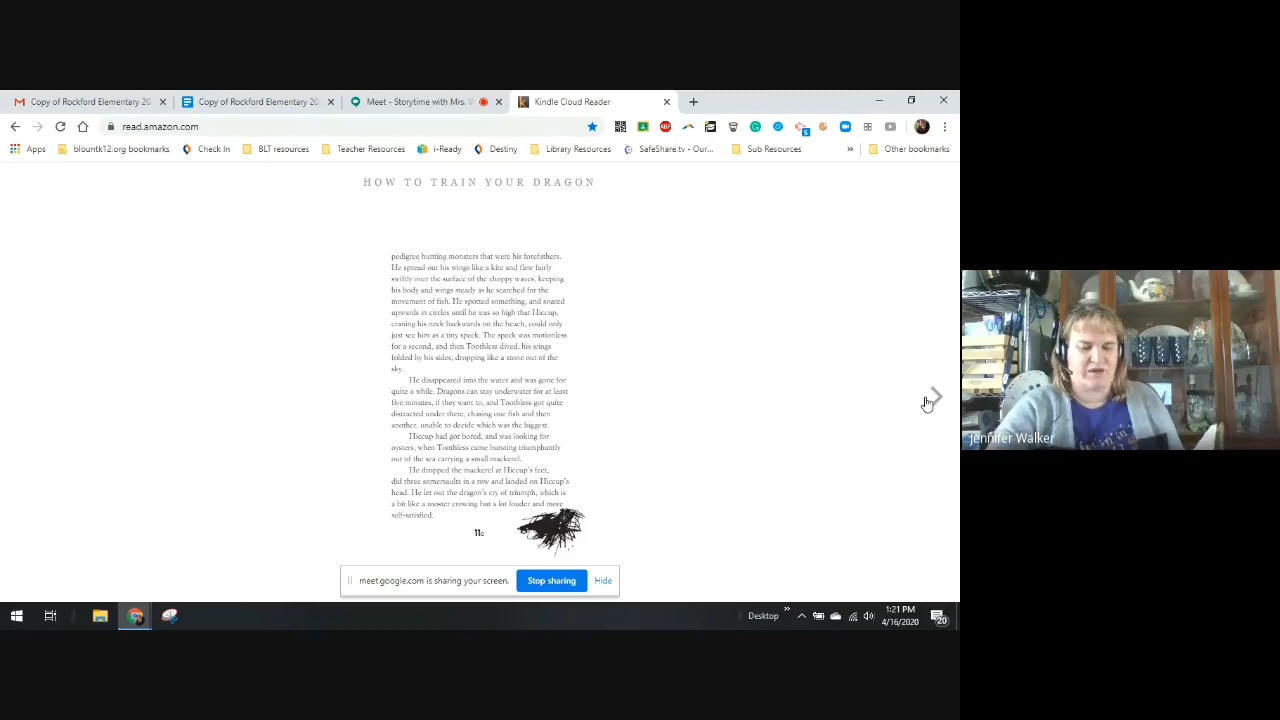 Copy of Rockford Elementary 20
Copy of Rockford Elementary 20
Meet - Storytime with Mrs. W
Kindle Cloud Reader
read.amazon.com
Apps
blountk12.org bookmarks
Check In
BLT resources
Teacher Resources
i-Ready
Destiny
Library Resources
SafeShare.tv - Our...
Sub Resources
»
Other bookmarks
HOW TO TRAIN YOUR DRAGON
pedigree hunting monsters that were his forefathers.
He spread out his wings like a kite and flew fairly
swiftly over the surface of the choppy waves, keeping
his body and wings steady as he searched for the
movement of fish. He spotted something, and soared
upwards in circles until he was so high that Hiccup,
craning his neck backwards on the beach, could only
just see him as a tiny speck. The speck was motionless
for a second, and then Toothless dived, his wings
folded by his sides, dropping like a stone out of the
sky.
He disappeared into the water and was gone for
quite a while. Dragons can stay underwater for at least
five minutes, if they want to, and Toothless got quite
distracted under there, chasing one fish and then
another, unable to decide which was the biggest.
Hiccup had got bored, and was looking for
oysters, when Toothless came bursting triumphantly
out of the sea carrying a small mackerel.
He dropped the mackerel at Hiccup's feet,
did three somersaults in a row and landed on Hiccup's
head. He let out the dragon's cry of triumph, which is
a bit like a rooster crowing but a lot louder and more
self-satisfied.
110
meet.google.com is sharing your screen.
Stop sharing
Hide
Jennifer Walker
Desktop
»
1:21 PM
4/16/2020
20